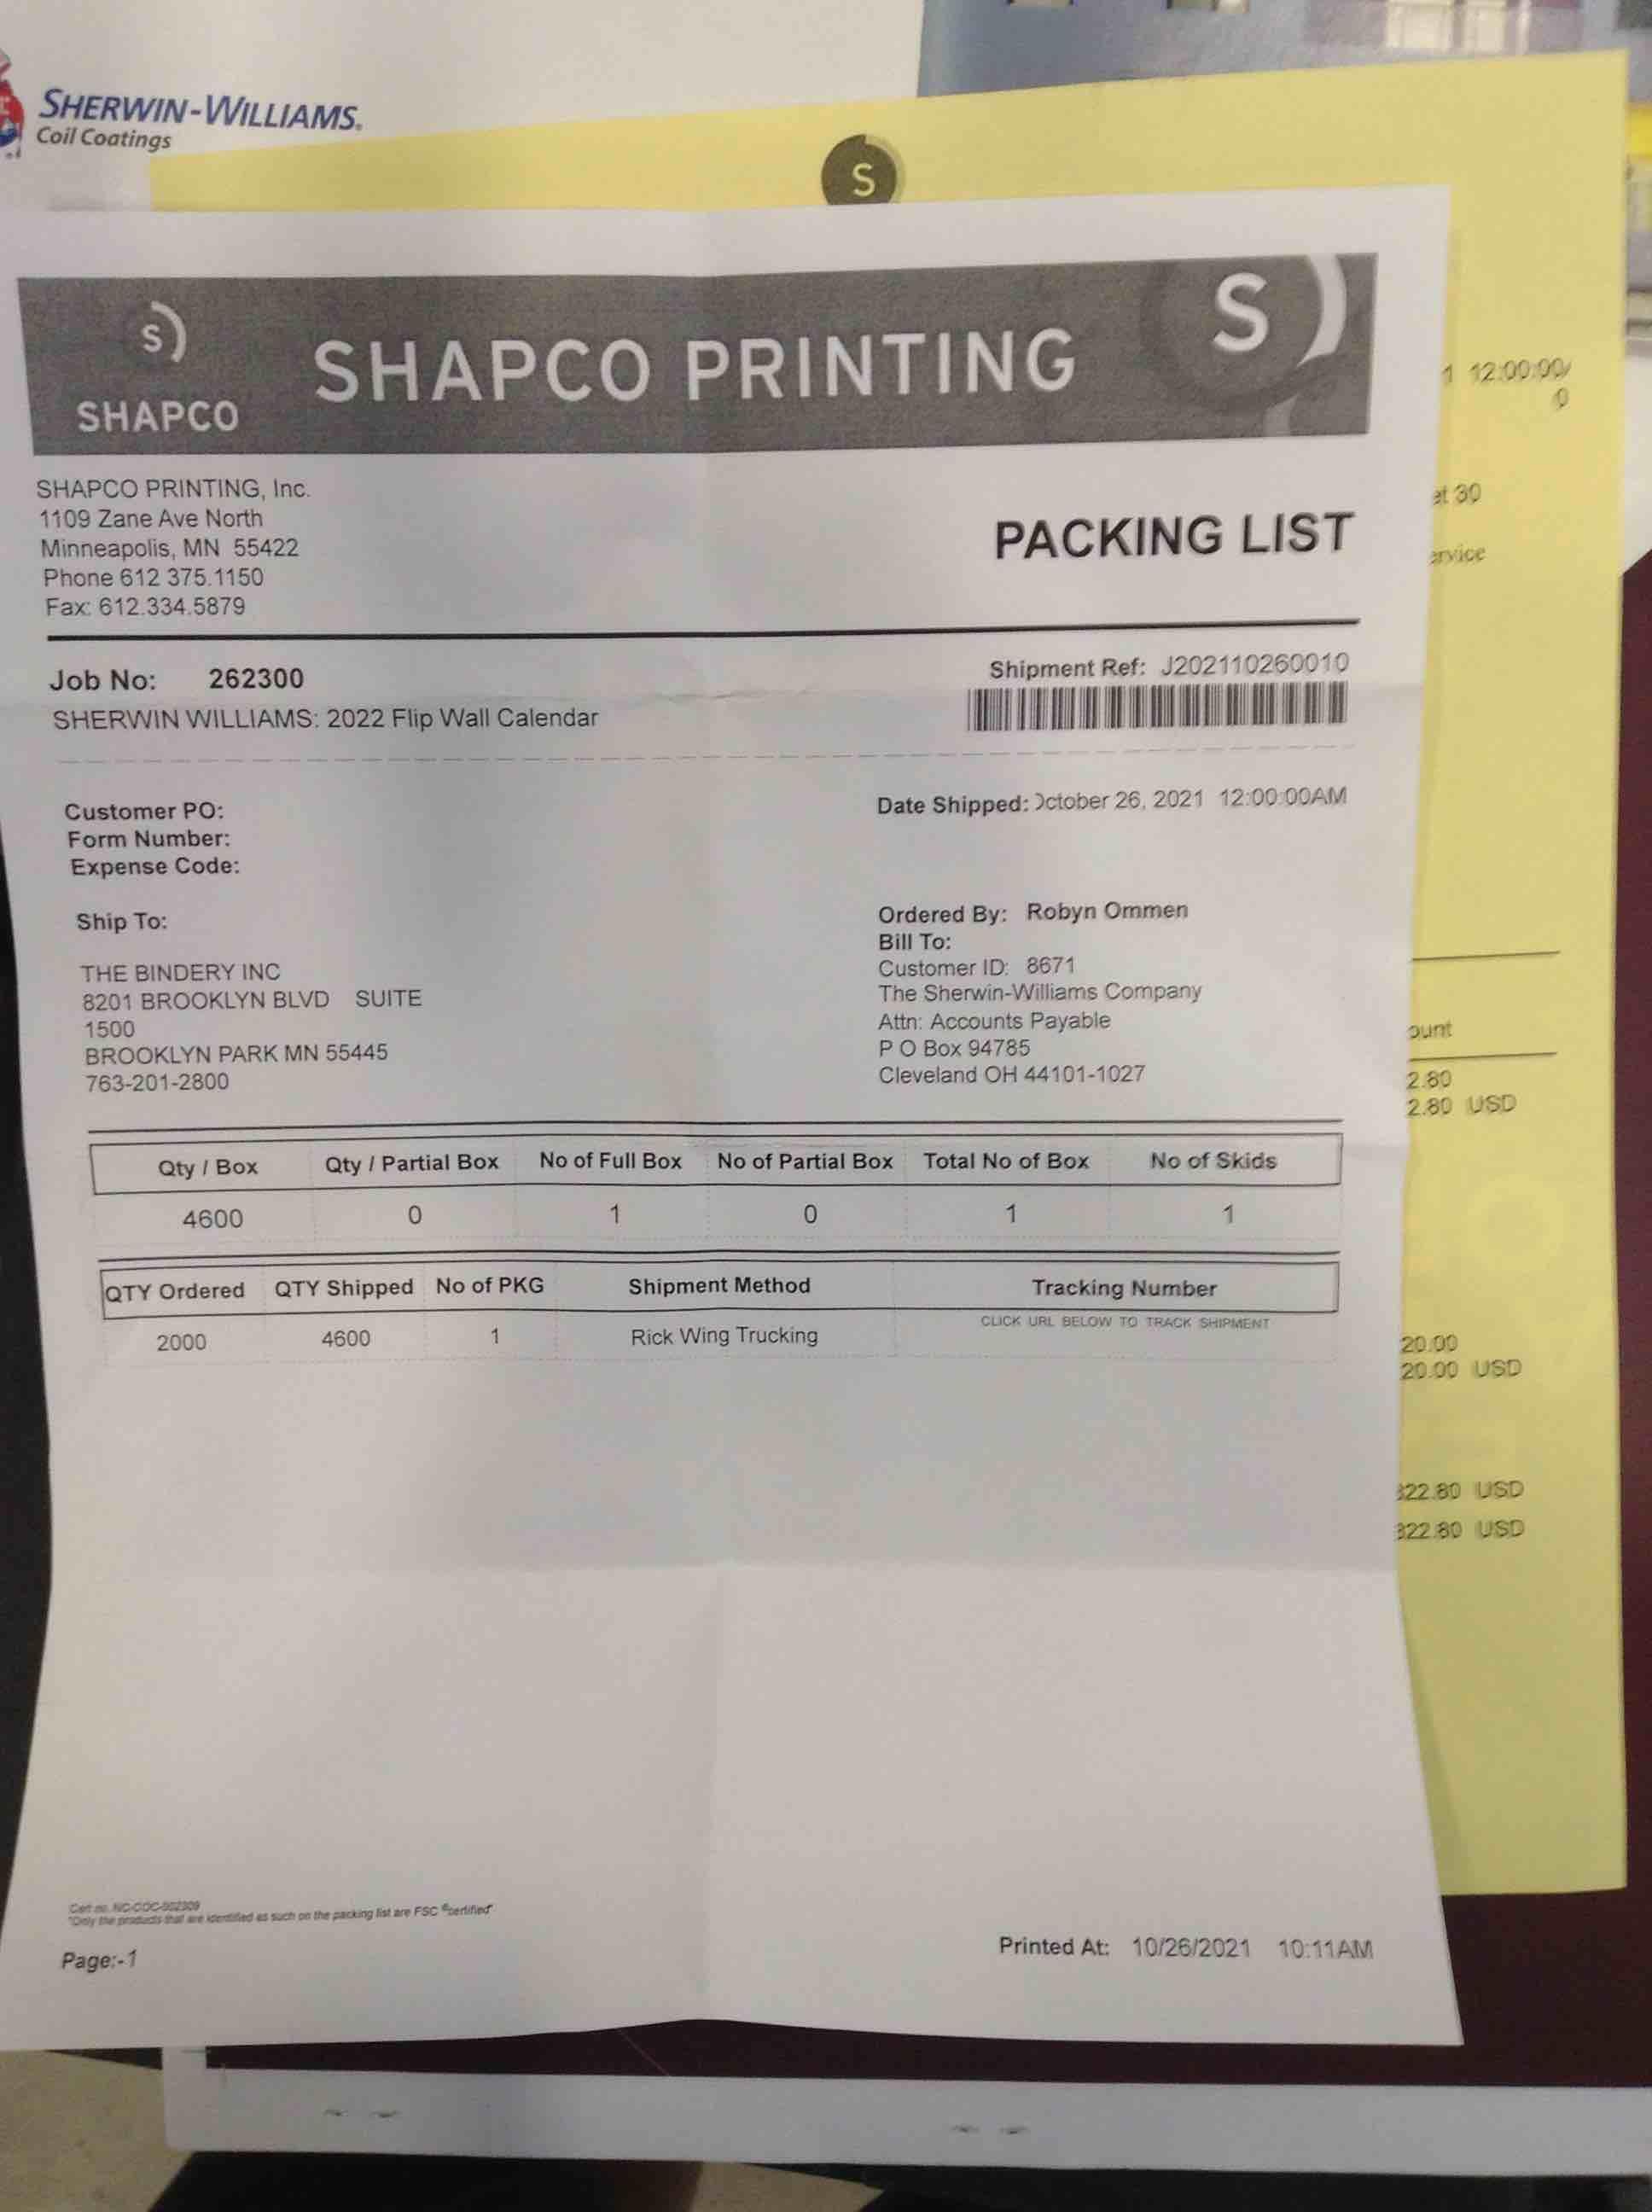 SHERWIN-WILLIAMS.
Coil Coatings
S
S
SHAPCO
SHAPCO PRINTING
S
SHAPCO PRINTING, Inc.
1109 Zane Ave North
Minneapolis, MN 55422
Phone 612 375.1150
Fax: 612.334.5879
PACKING LIST
Job No: 262300
Shipment Ref: J202110260010
SHERWIN WILLIAMS: 2022 Flip Wall Calendar
Customer PO:
Form Number:
Expense Code:
Date Shipped: October 26, 2021 12:00:00AM
Ship To:
THE BINDERY INC
8201 BROOKLYN BLVD SUITE
1500
BROOKLYN PARK MN 55445
763-201-2800
Ordered By: Robyn Ommen
Bill To:
Customer ID: 8671
The Sherwin-Williams Company
Attn: Accounts Payable
P O Box 94785
Cleveland OH 44101-1027
Qty / Box Qty / Partial Box No of Full Box No of Partial Box Total No of Box No of Skids
4600 0 1 0 1 1
QTY Ordered QTY Shipped No of PKG Shipment Method Tracking Number
2000 4600 1 Rick Wing Trucking CLICK URL BELOW TO TRACK SHIPMENT
Cert no. NC-COC-002309
"Only the products that are identified as such on the packing list are FSC ®certified"
Page:-1
Printed At: 10/26/2021 10:11AM
1 12:00:00
0
et 30
ervice
ount
2.80
2.80 USD
20.00
20.00 USD
322.80 USD
322.80 USD